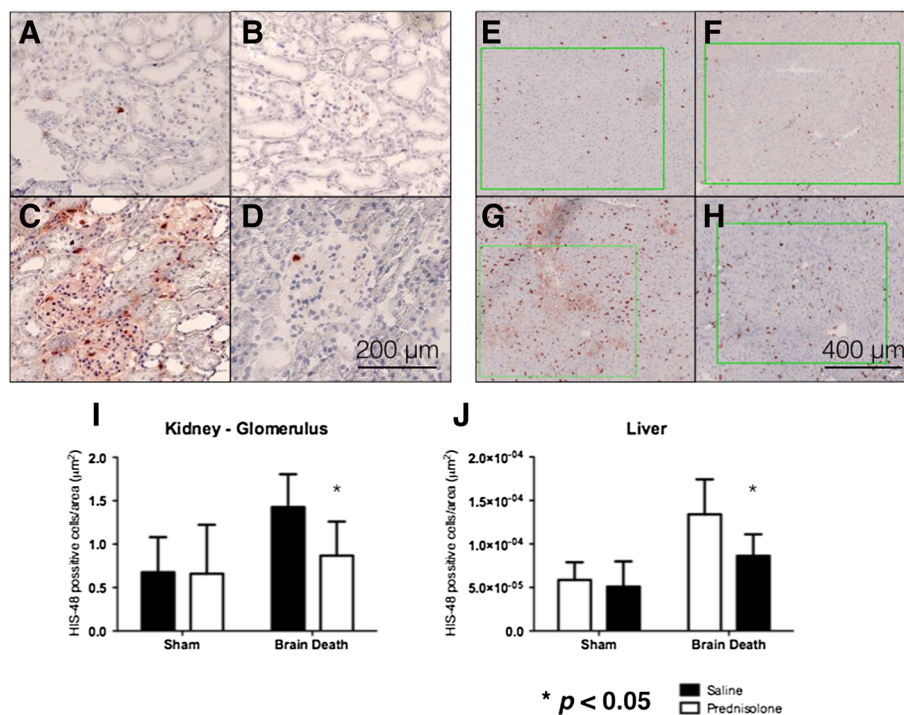 A B E F
C D G H
200 µm 400 µm
I J
Kidney - Glomerulus Liver
HIS-48 possitive cells/area (µm²)
2.0
1.5
1.0
0.5
0.0
*
Sham Brain Death
HIS-48 possitive cells/area (µm²)
2.0×10⁻⁰⁴
1.5×10⁻⁰⁴
1.0×10⁻⁰⁴
5.0×10⁻⁰⁵
0.0
*
Sham Brain Death
* p < 0.05
Saline
Prednisolone